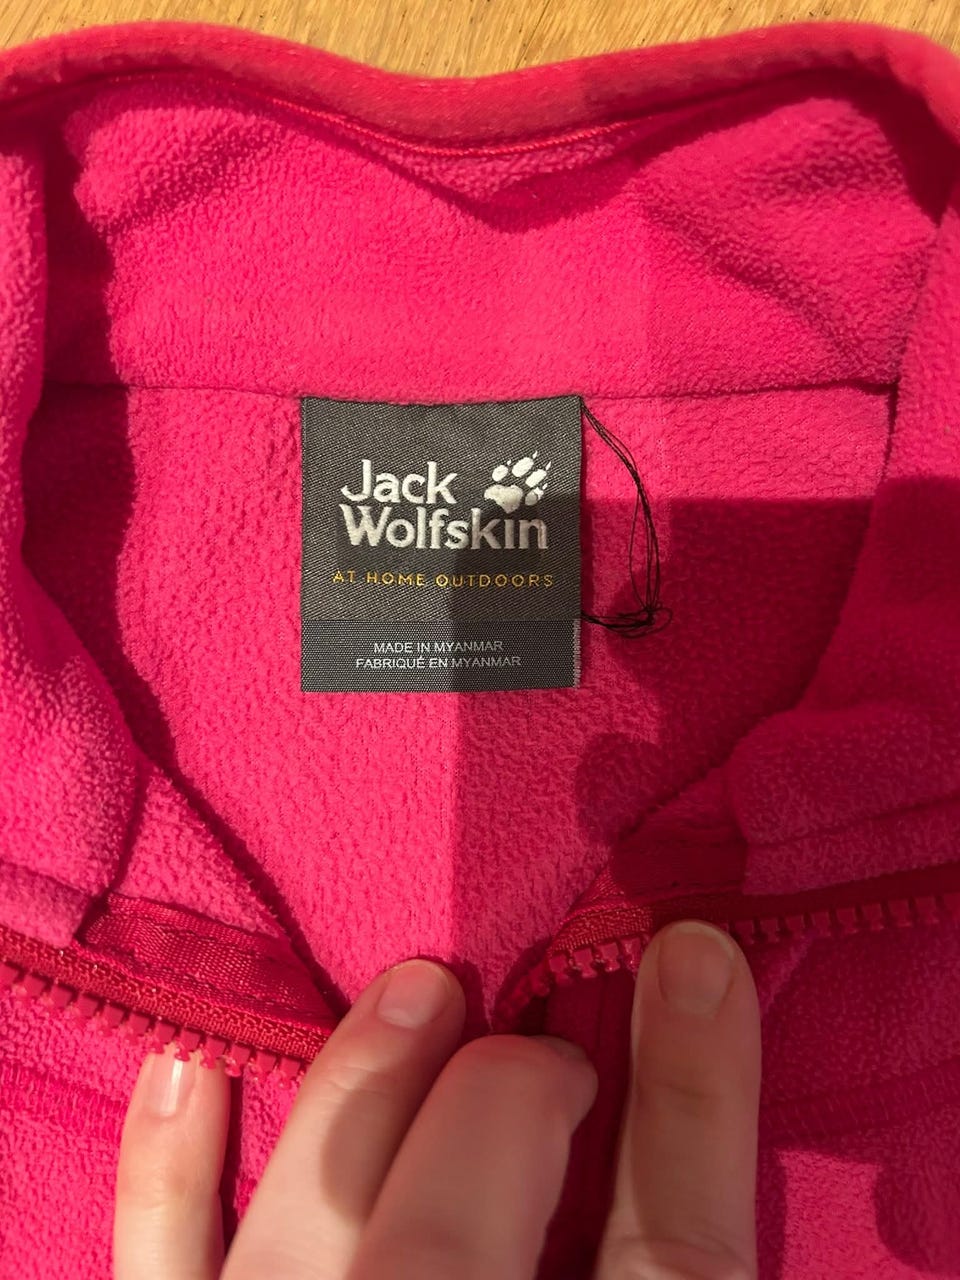 Jack
Wolfskin
AT HOME OUTDOORS
MADE IN MYANMAR
FABRIQUÉ EN MYANMAR